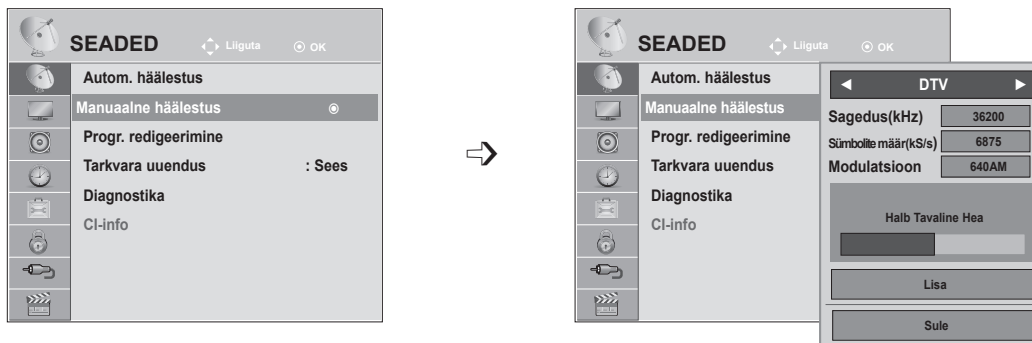 SEADED Liiguta OK
Autom. häälestus
Manuaalne häälestus
Progr. redigeerimine
Tarkvara uuendus : Sees
Diagnostika
CI-info
SEADED Liiguta OK
Autom. häälestus
Manuaalne häälestus
Progr. redigeerimine
Tarkvara uuendus
Diagnostika
CI-info
DTV
Sagedus(kHz) 36200
Sümbolite määr(kS/s) 6875
Modulatsioon 640AM
Halb Tavaline Hea
Lisa
Sule